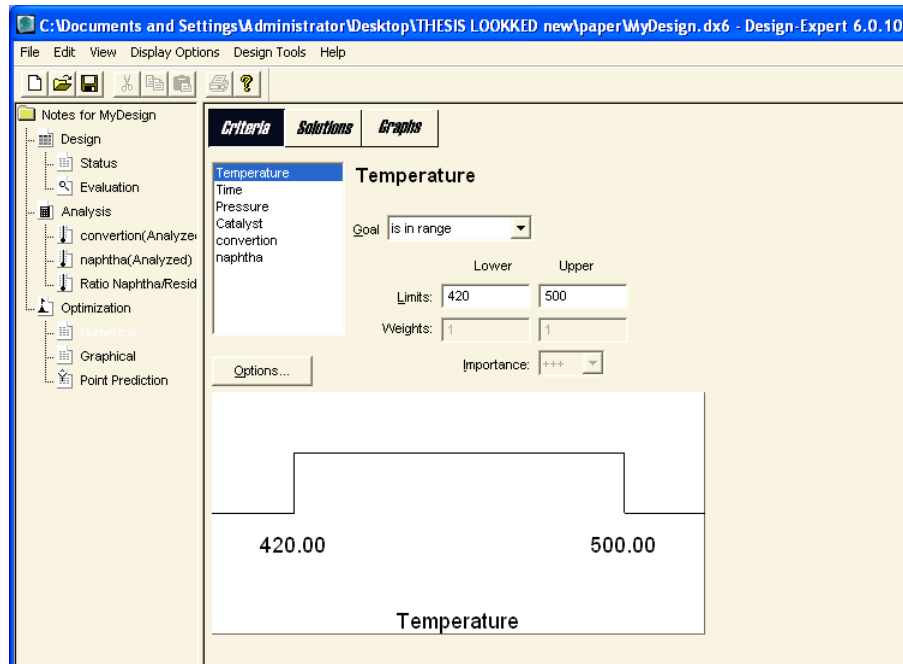 C:\Documents and Settings\Administrator\Desktop\THESIS LOOKKED new\paper\MyDesign.dx6 - Design-Expert 6.0.10
File Edit View Display Options Design Tools Help
Notes for MyDesign
Design
Status
Evaluation
Analysis
convertion(Analyze
naphtha(Analyzed)
Ratio Naphtha/Resid
Optimization
Numerical
Graphical
Point Prediction
Criteria Solutions Graphs
Temperature
Time
Pressure
Catalyst
convertion
naphtha
Options...
Temperature
Goal is in range
Lower Upper
Limits: 420 500
Weights: 1 1
Importance: +++
420.00 500.00
Temperature